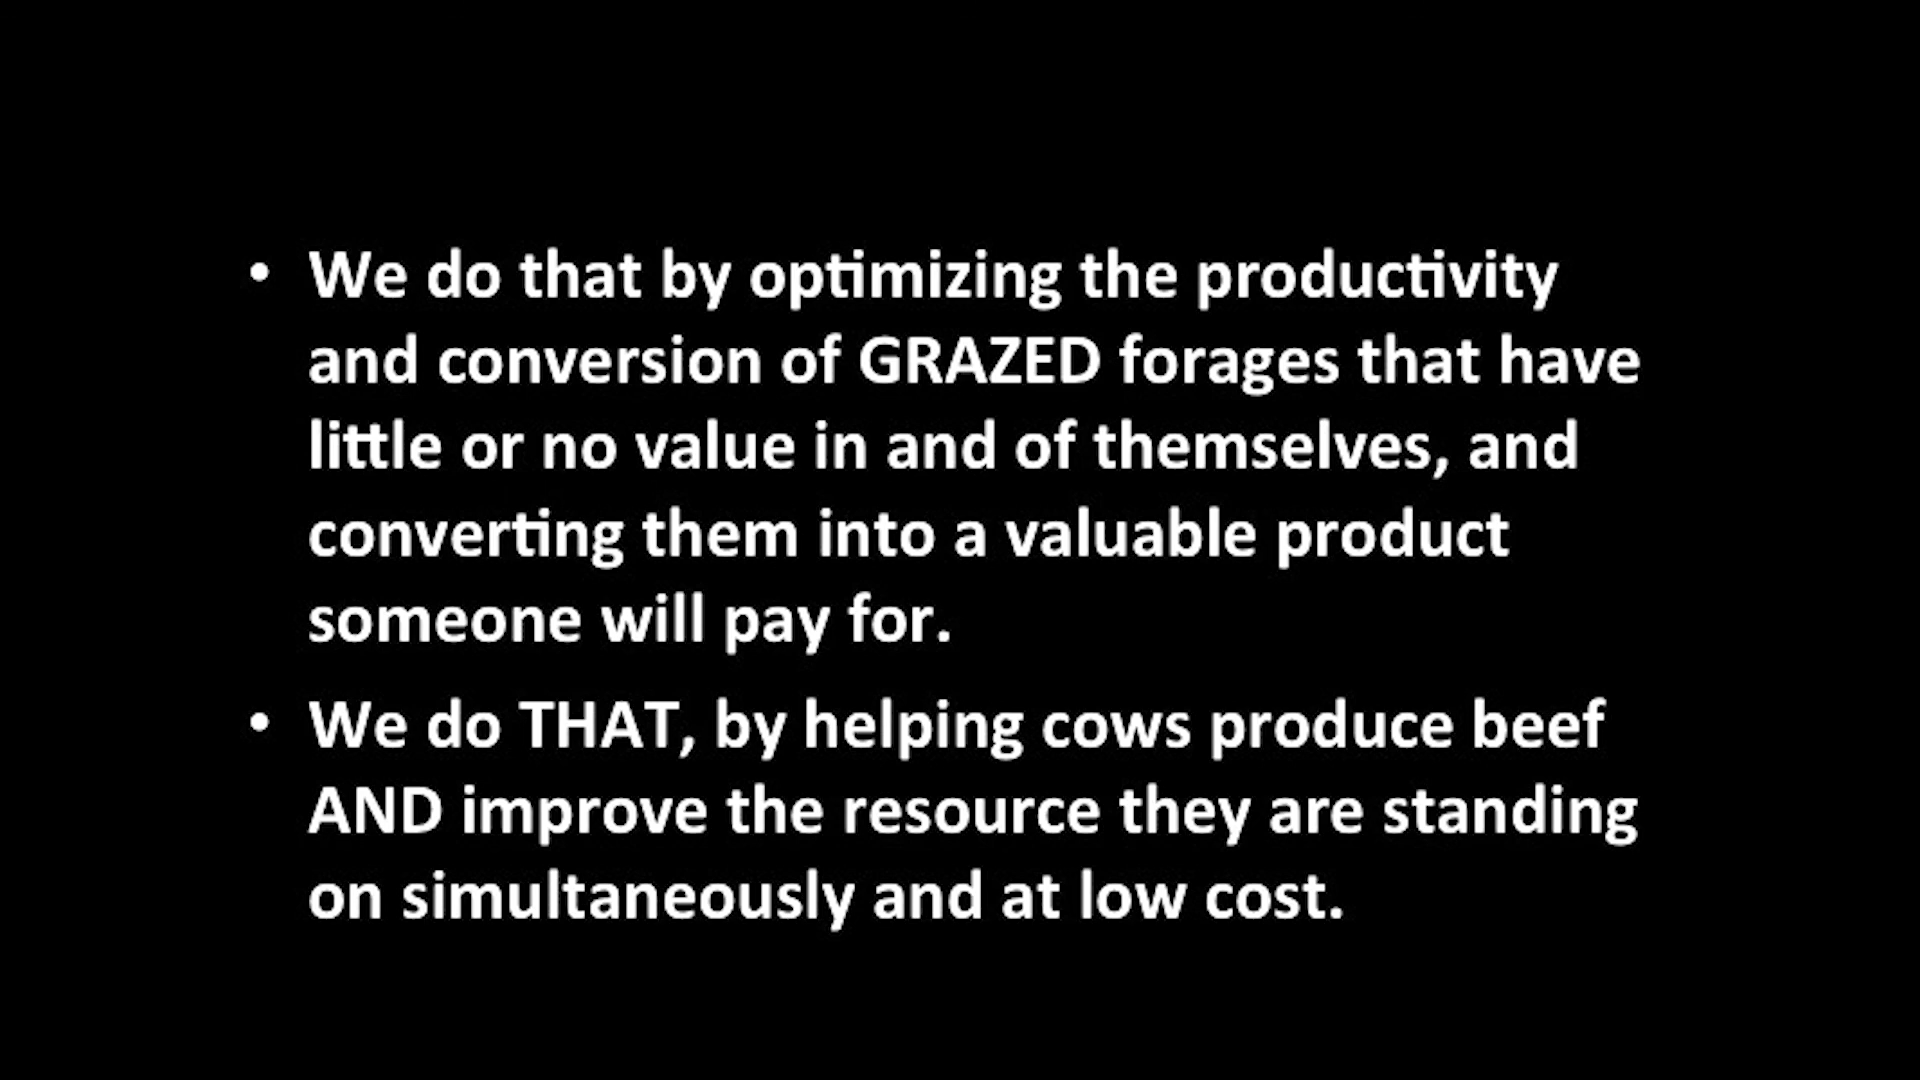 • We do that by optimizing the productivity
and conversion of GRAZED forages that have
little or no value in and of themselves, and
converting them into a valuable product
someone will pay for.
• We do THAT, by helping cows produce beef
AND improve the resource they are standing
on simultaneously and at low cost.